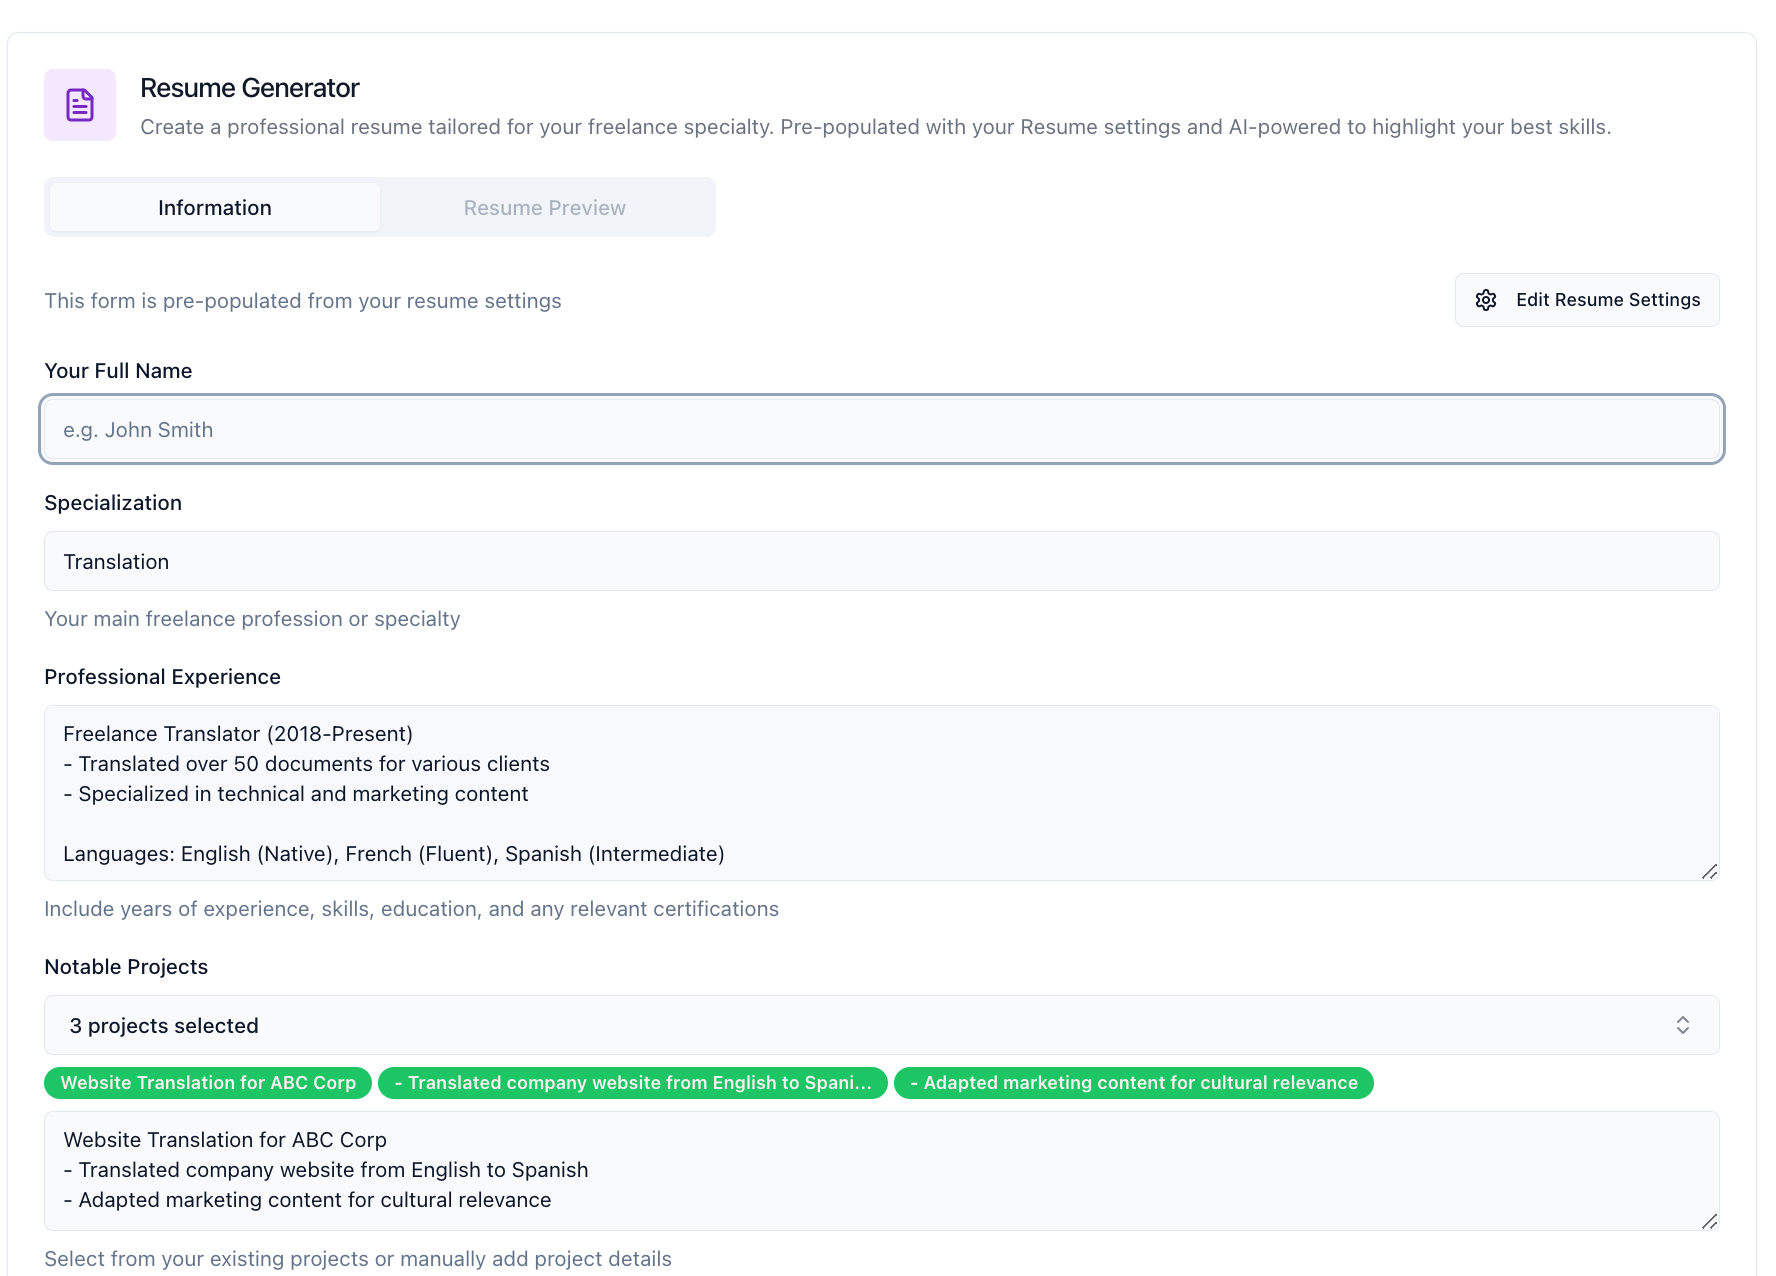 Resume Generator
Create a professional resume tailored for your freelance specialty. Pre-populated with your Resume settings and AI-powered to highlight your best skills.
Information
Resume Preview
This form is pre-populated from your resume settings
Edit Resume Settings
Your Full Name
e.g. John Smith
Specialization
Translation
Your main freelance profession or specialty
Professional Experience
Freelance Translator (2018-Present)
- Translated over 50 documents for various clients
- Specialized in technical and marketing content
Languages: English (Native), French (Fluent), Spanish (Intermediate)
Include years of experience, skills, education, and any relevant certifications
Notable Projects
3 projects selected
Website Translation for ABC Corp
- Translated company website from English to Spani...
- Adapted marketing content for cultural relevance
Website Translation for ABC Corp
- Translated company website from English to Spanish
- Adapted marketing content for cultural relevance
Select from your existing projects or manually add project details